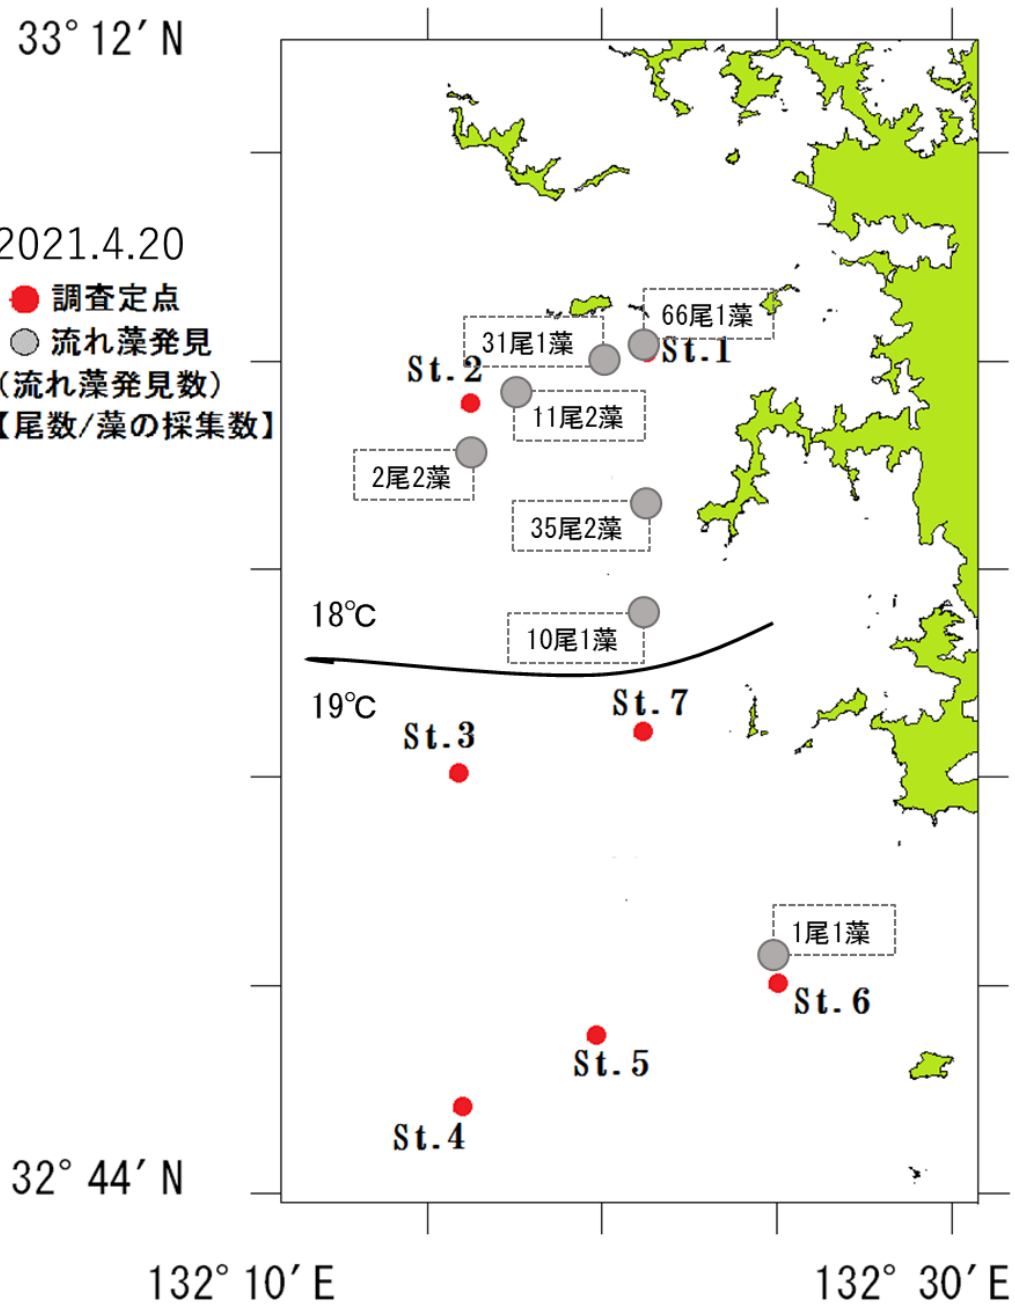 33°12′N
2021.4.20
調査定点
流れ藻発見
(流れ藻発見数)
【尾数/藻の採集数】
66尾1藻
31尾1藻
St.1
St.2
11尾2藻
2尾2藻
35尾2藻
18℃
10尾1藻
19℃
St.7
St.3
1尾1藻
St.6
St.5
St.4
32°44′N
132°10′E
132°30′E